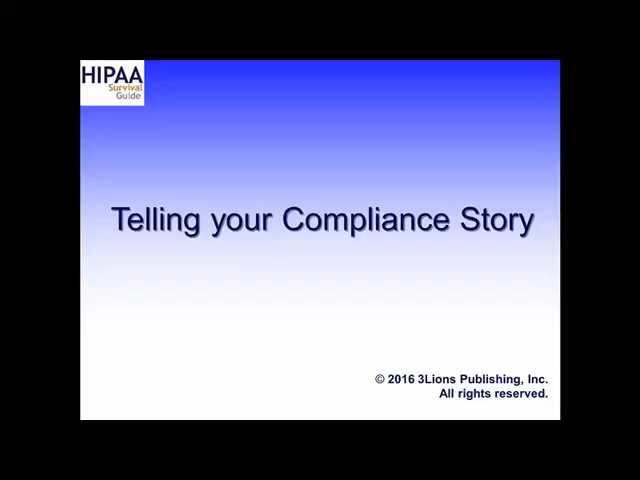 HIPAA
Survival
Guide
Telling your Compliance Story
© 2016 3Lions Publishing, Inc.
All rights reserved.